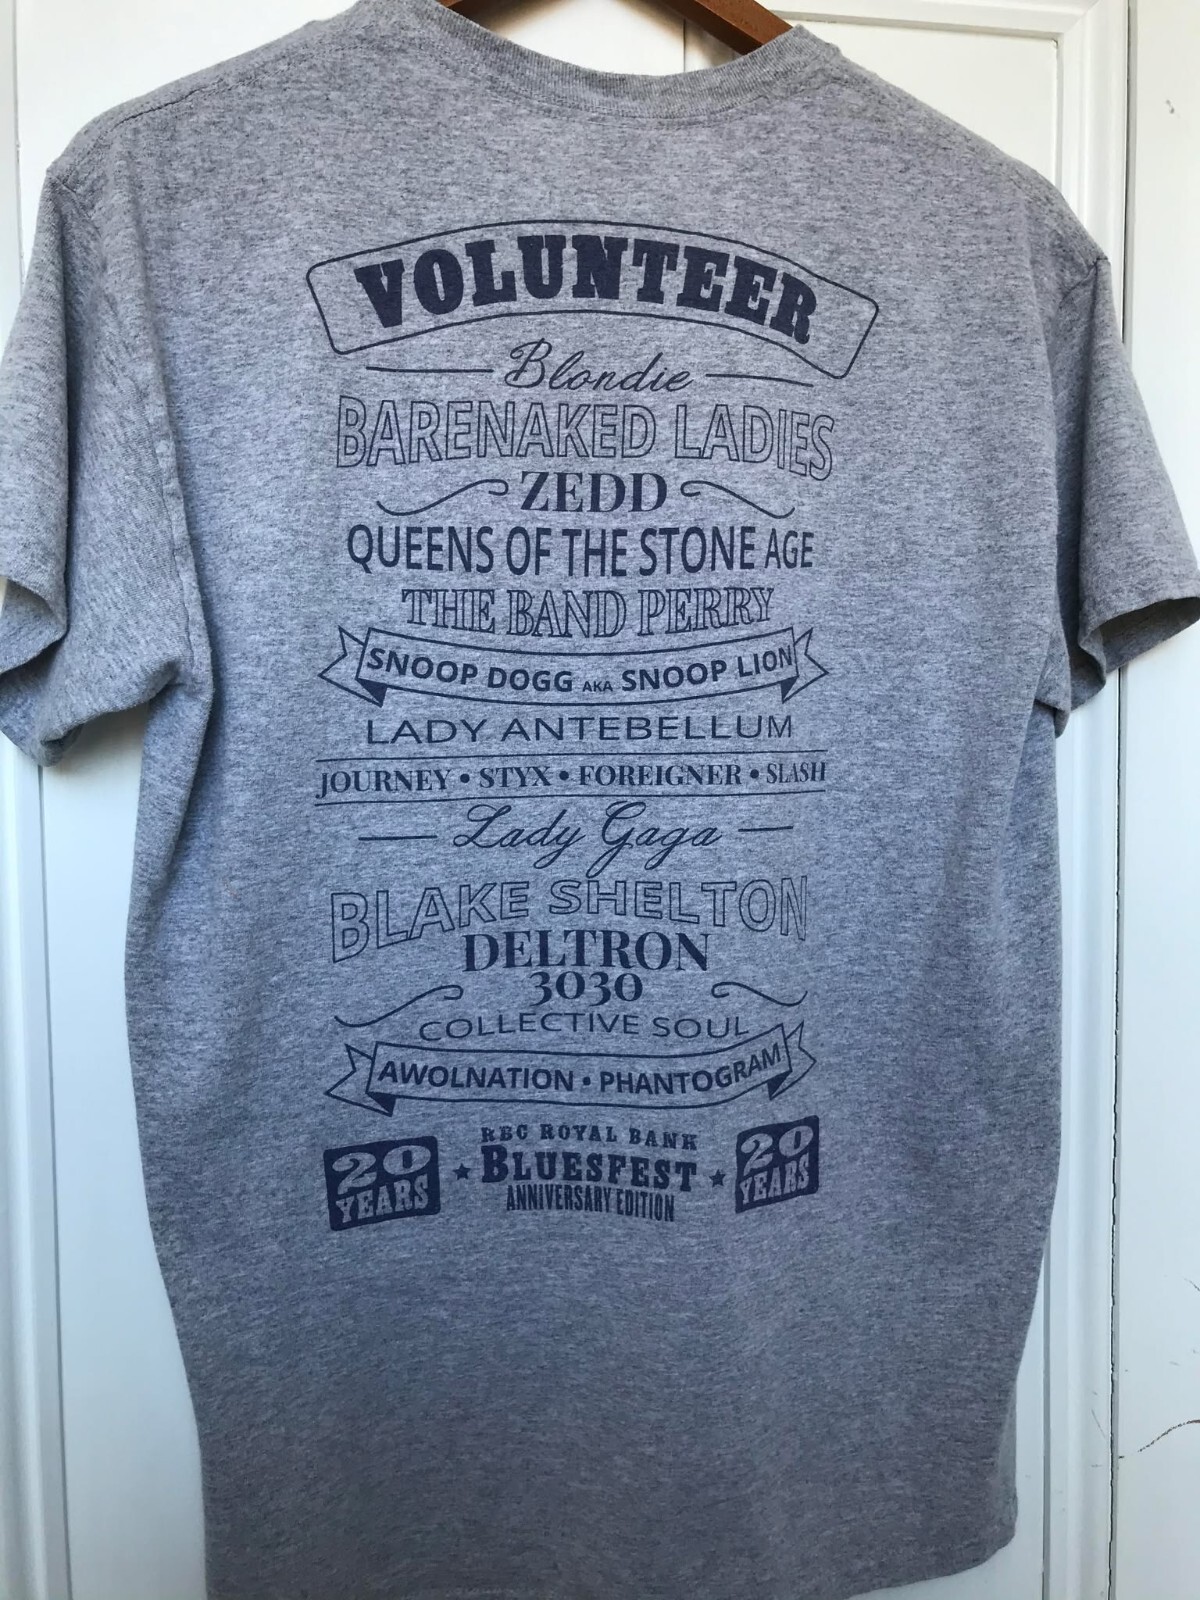 VOLUNTEER
Blondie
BARENAKED LADIES
ZEDD
QUEENS OF THE STONE AGE
THE BAND PERRY
SNOOP DOGG AKA SNOOP LION
LADY ANTEBELLUM
JOURNEY • STYX • FOREIGNER • SLASH
Lady Gaga
BLAKE SHELTON
DELTRON
3030
COLLECTIVE SOUL
AWOLNATION • PHANTOGRAM
20 YEARS
RBC ROYAL BANK
BLUESFEST
ANNIVERSARY EDITION
20 YEARS